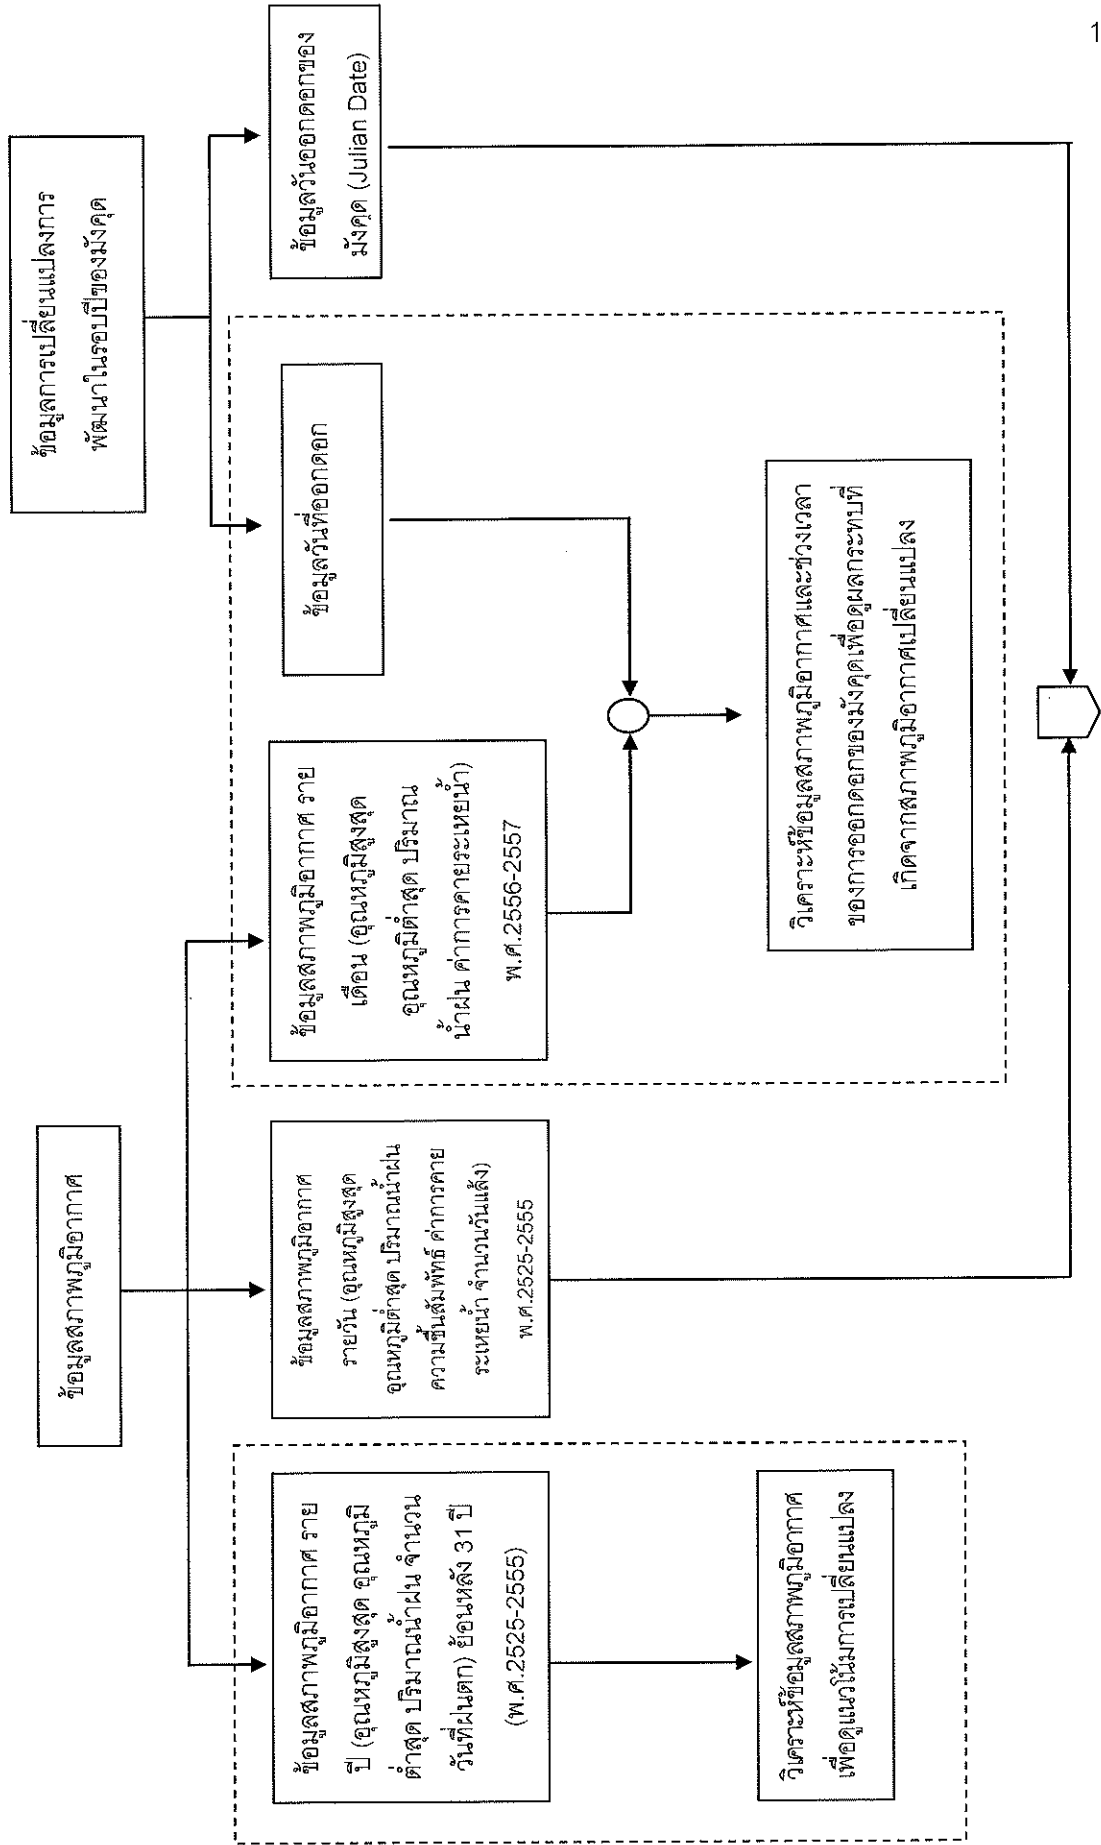 1
ข้อมูลสภาพภูมิอากาศ
ข้อมูลการเปลี่ยนแปลงการ
พัฒนาในรอบปีของมังคุด
ข้อมูลสภาพภูมิอากาศ ราย
ปี (อุณหภูมิสูงสุด อุณหภูมิ
ต่ำสุด ปริมาณน้ำฝน จำนวน
วันที่ฝนตก) ย้อนหลัง 31 ปี
(พ.ศ.2525-2555)
ข้อมูลสภาพภูมิอากาศ
รายวัน (อุณหภูมิสูงสุด
อุณหภูมิต่ำสุด ปริมาณน้ำฝน
ความชื้นสัมพัทธ์ ค่าการคาย
ระเหยน้ำ จำนวนวันแล้ง)
พ.ศ.2525-2555
ข้อมูลสภาพภูมิอากาศ ราย
เดือน (อุณหภูมิสูงสุด
อุณหภูมิต่ำสุด ปริมาณ
น้ำฝน ค่าการคายระเหยน้ำ)
พ.ศ.2556-2557
ข้อมูลวันที่ออกดอก
ข้อมูลวันออกดอกของ
มังคุด (Julian Date)
วิเคราะห์ข้อมูลสภาพภูมิอากาศ
เพื่อดูแนวโน้มการเปลี่ยนแปลง
วิเคราะห์ข้อมูลสภาพภูมิอากาศและช่วงเวลา
ของการออกดอกของมังคุดเพื่อดูผลกระทบที่
เกิดจากสภาพภูมิอากาศเปลี่ยนแปลง